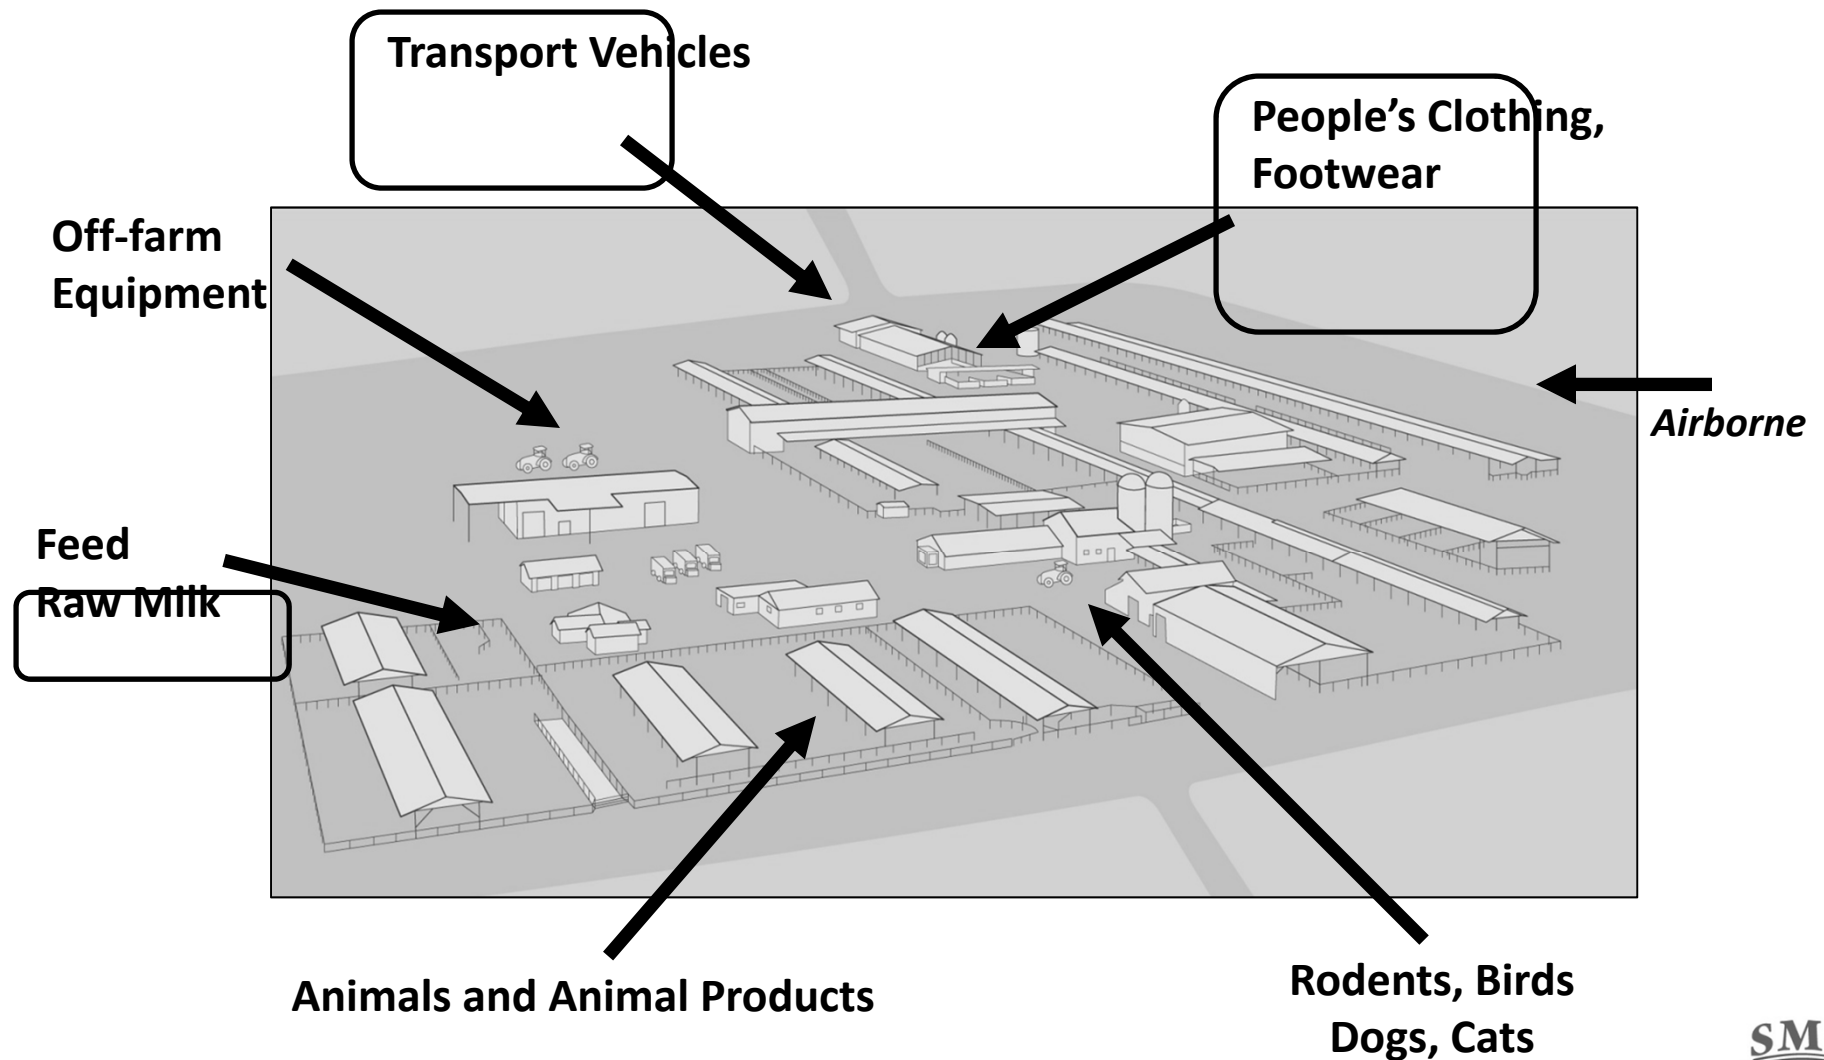 Transport Vehicles
People's Clothing,
Footwear
Off-farm
Equipment
Airborne
Feed
Raw Milk
Animals and Animal Products
Rodents, Birds
Dogs, Cats
SM